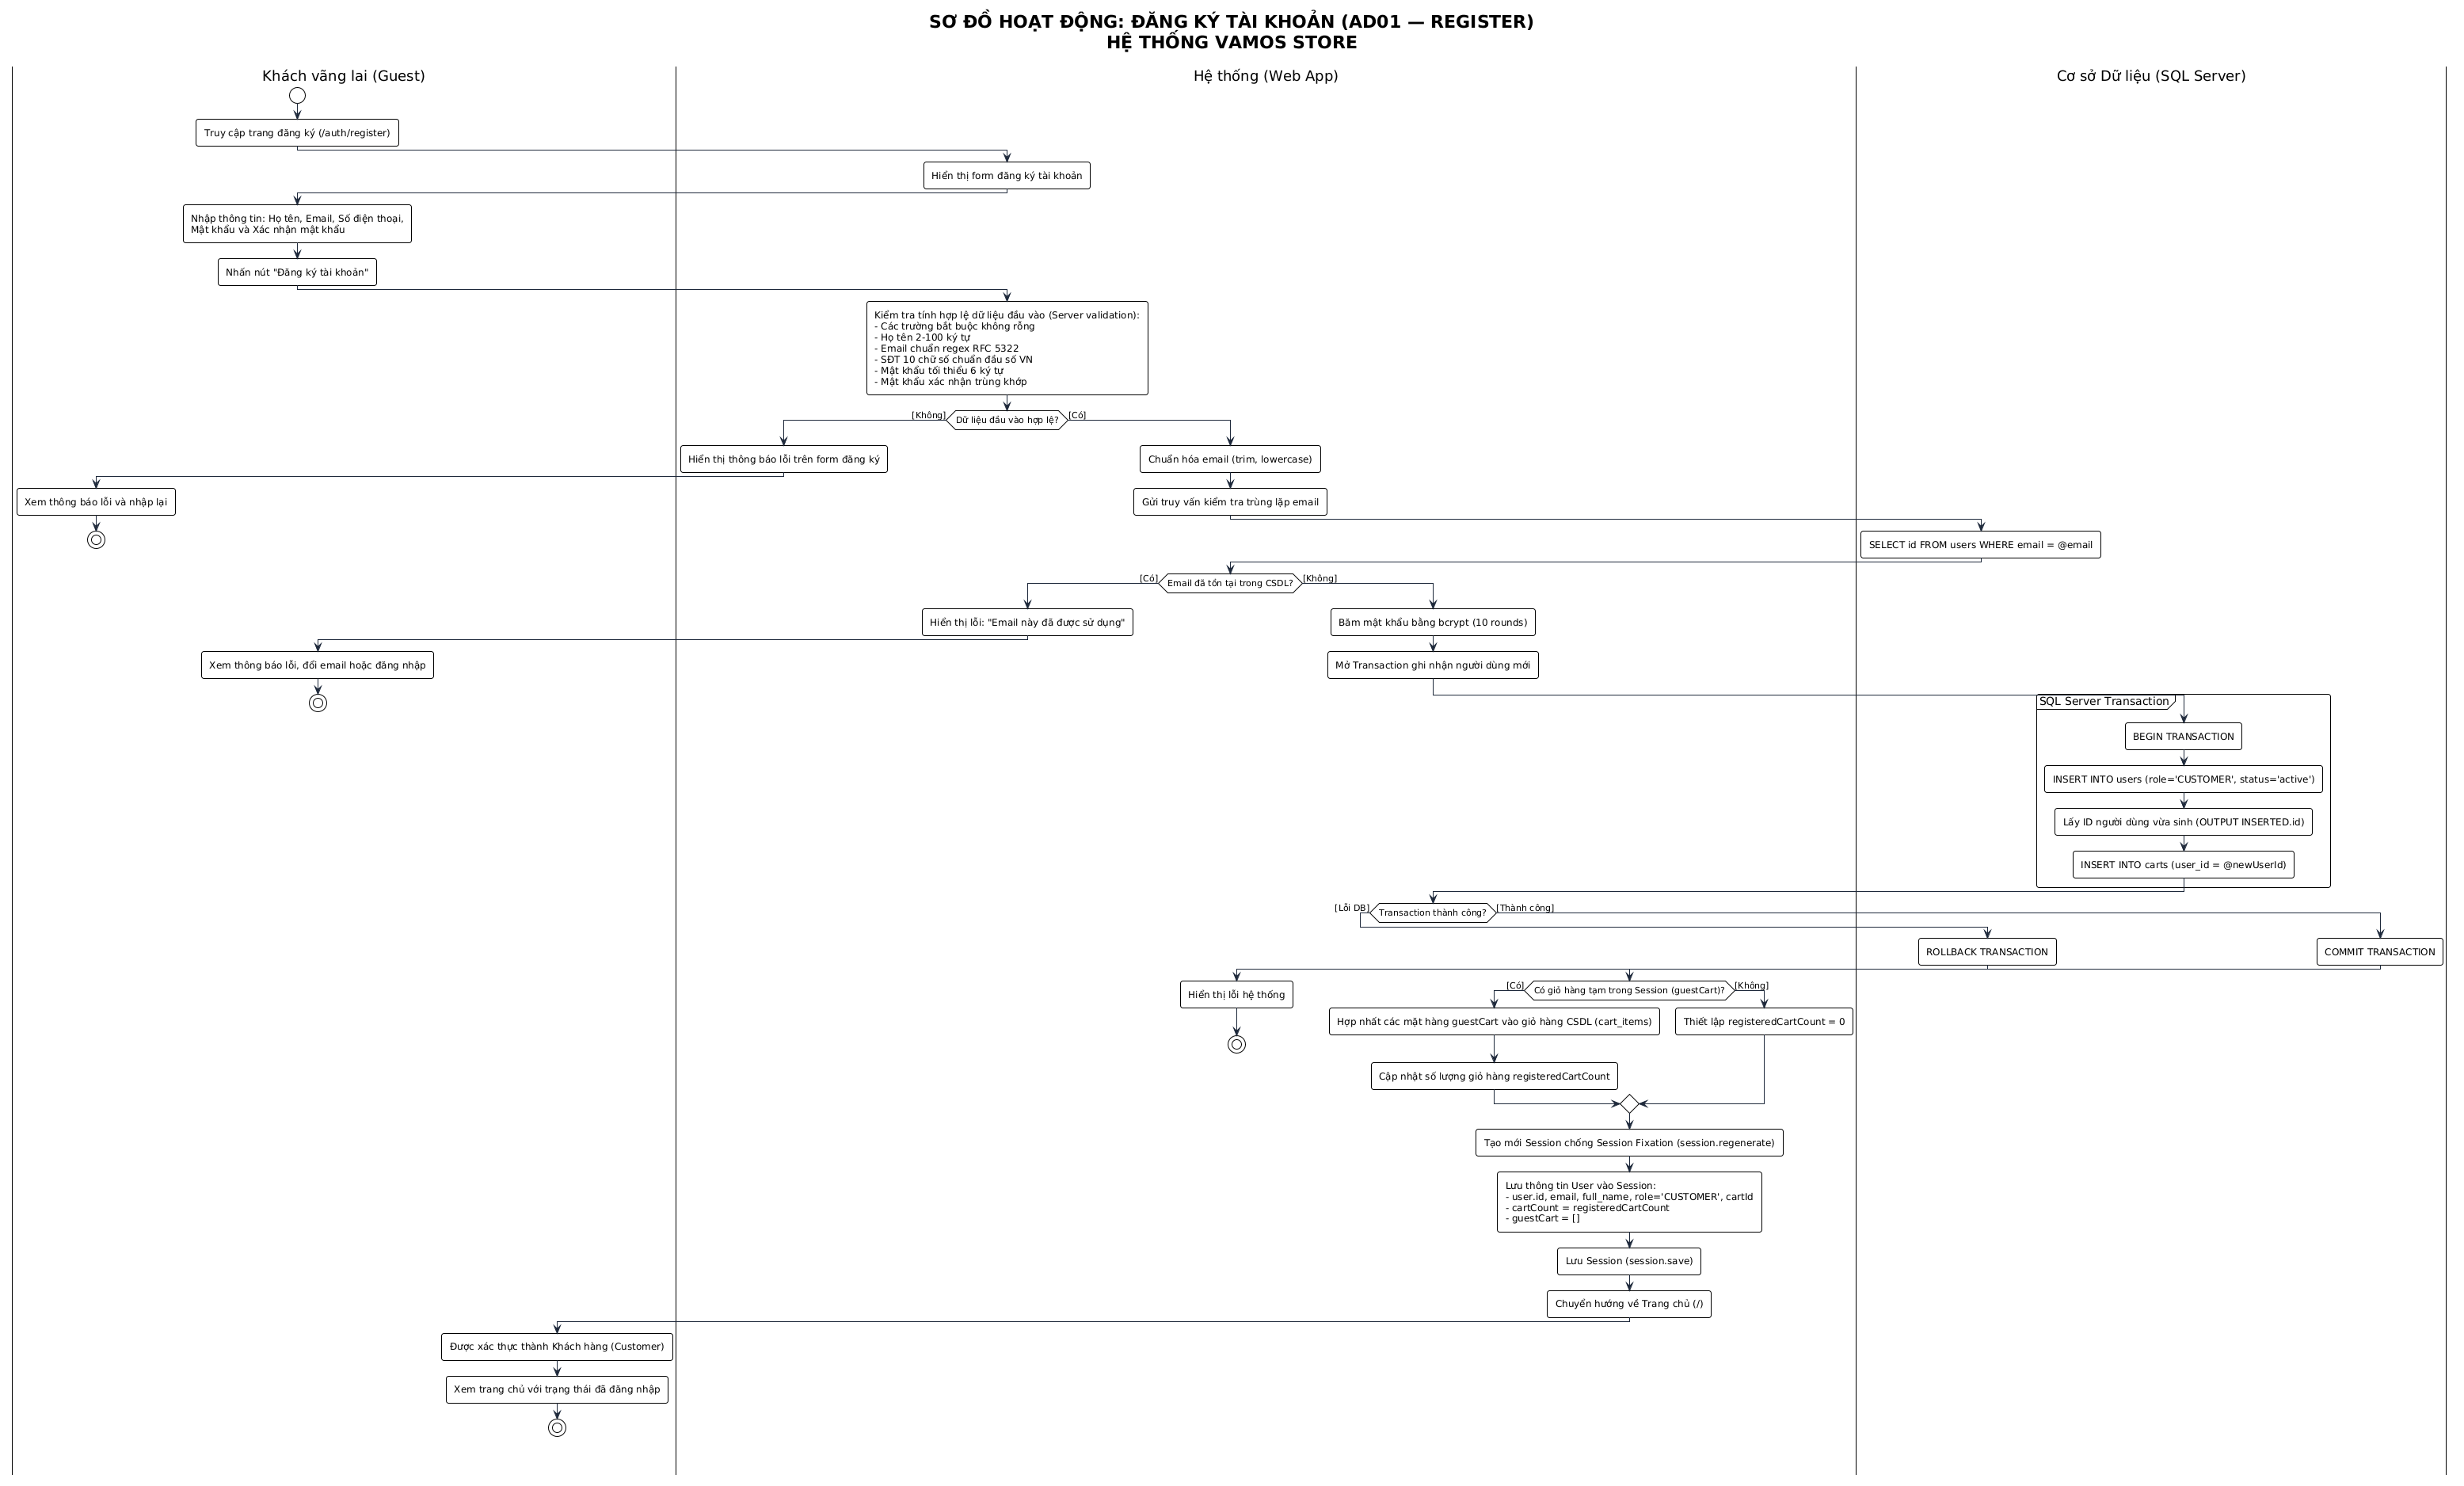 SƠ ĐỒ HOẠT ĐỘNG: ĐĂNG KÝ TÀI KHOẢN (AD01 — REGISTER)
HỆ THỐNG VAMOS STORE
Khách vãng lai (Guest)
Hệ thống (Web App)
Cơ sở Dữ liệu (SQL Server)
Truy cập trang đăng ký (/auth/register)
Hiển thị form đăng ký tài khoản
Nhập thông tin: Họ tên, Email, Số điện thoại,
Mật khẩu và Xác nhận mật khẩu
Nhấn nút "Đăng ký tài khoản"
Kiểm tra tính hợp lệ dữ liệu đầu vào (Server validation):
- Các trường bắt buộc không rỗng
- Họ tên 2-100 ký tự
- Email chuẩn regex RFC 5322
- SĐT 10 chữ số chuẩn đầu số VN
- Mật khẩu tối thiểu 6 ký tự
- Mật khẩu xác nhận trùng khớp
[Không]
Dữ liệu đầu vào hợp lệ?
[Có]
Hiển thị thông báo lỗi trên form đăng ký
Chuẩn hóa email (trim, lowercase)
Xem thông báo lỗi và nhập lại
Gửi truy vấn kiểm tra trùng lặp email
SELECT id FROM users WHERE email = @email
[Có]
Email đã tồn tại trong CSDL?
[Không]
Hiển thị lỗi: "Email này đã được sử dụng"
Băm mật khẩu bằng bcrypt (10 rounds)
Xem thông báo lỗi, đổi email hoặc đăng nhập
Mở Transaction ghi nhận người dùng mới
SQL Server Transaction
BEGIN TRANSACTION
INSERT INTO users (role='CUSTOMER', status='active')
Lấy ID người dùng vừa sinh (OUTPUT INSERTED.id)
INSERT INTO carts (user_id = @newUserId)
[Lỗi DB]
Transaction thành công?
[Thành công]
ROLLBACK TRANSACTION
COMMIT TRANSACTION
Hiển thị lỗi hệ thống
[Có]
Có giỏ hàng tạm trong Session (guestCart)?
[Không]
Hợp nhất các mặt hàng guestCart vào giỏ hàng CSDL (cart_items)
Thiết lập registeredCartCount = 0
Cập nhật số lượng giỏ hàng registeredCartCount
Tạo mới Session chống Session Fixation (session.regenerate)
Lưu thông tin User vào Session:
- user.id, email, full_name, role='CUSTOMER', cartId
- cartCount = registeredCartCount
- guestCart = []
Lưu Session (session.save)
Chuyển hướng về Trang chủ (/)
Được xác thực thành Khách hàng (Customer)
Xem trang chủ với trạng thái đã đăng nhập